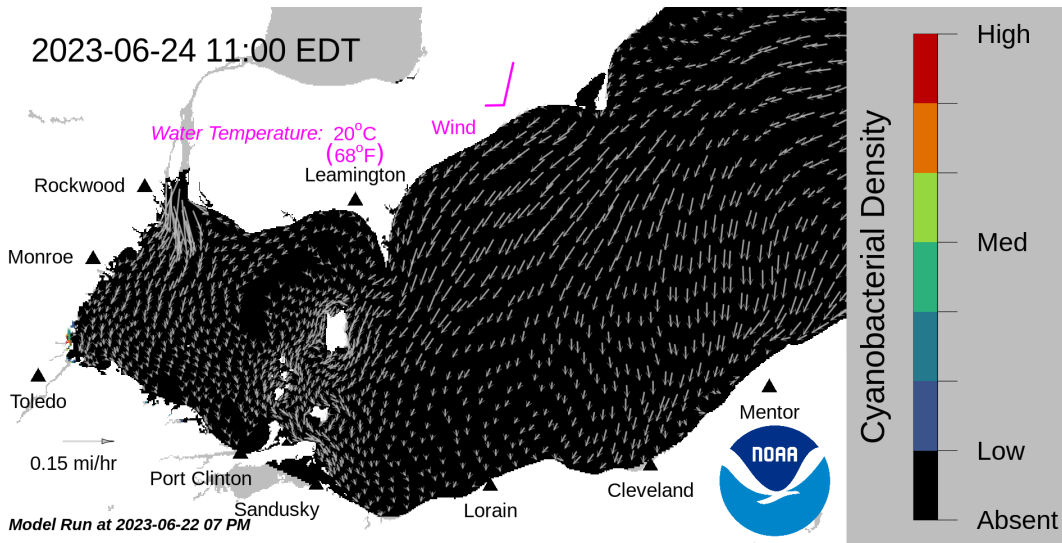 2023-06-24 11:00 EDT
High
Water Temperature: 20°C
(68°F)
Wind
Leamington
Rockwood
Monroe
Cyanobacterial Density
Med
Toledo
Mentor
0.15 mi/hr
NOAA
Port Clinton
Low
Sandusky
Lorain
Cleveland
Model Run at 2023-06-22 07 PM
Absent